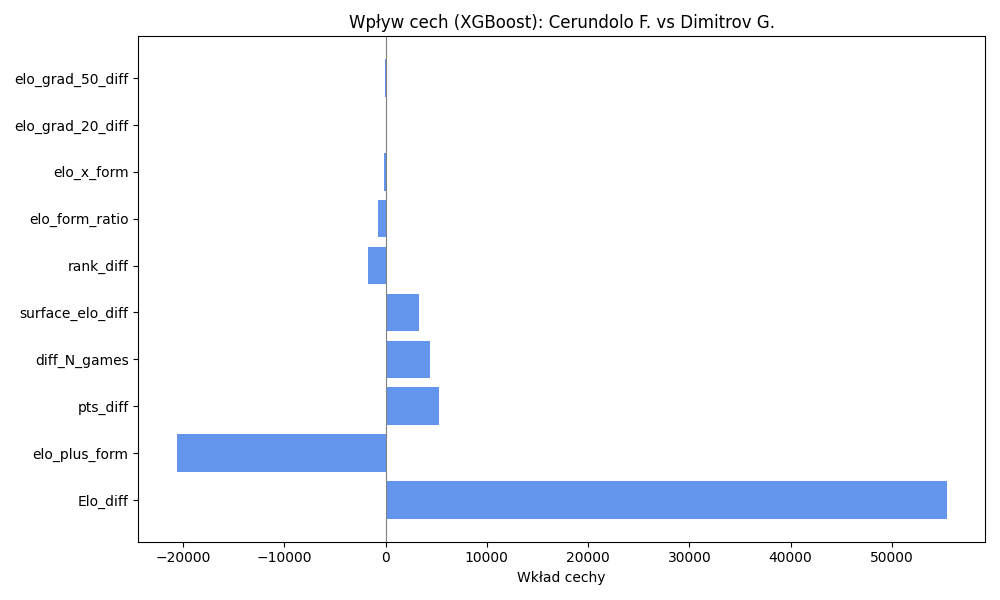 Wpływ cech (XGBoost): Cerundolo F. vs Dimitrov G.
elo_grad_50_diff
elo_grad_20_diff
elo_x_form
elo_form_ratio
rank_diff
surface_elo_diff
diff_N_games
pts_diff
elo_plus_form
Elo_diff
−20000 −10000 0 10000 20000 30000 40000 50000
Wkład cechy